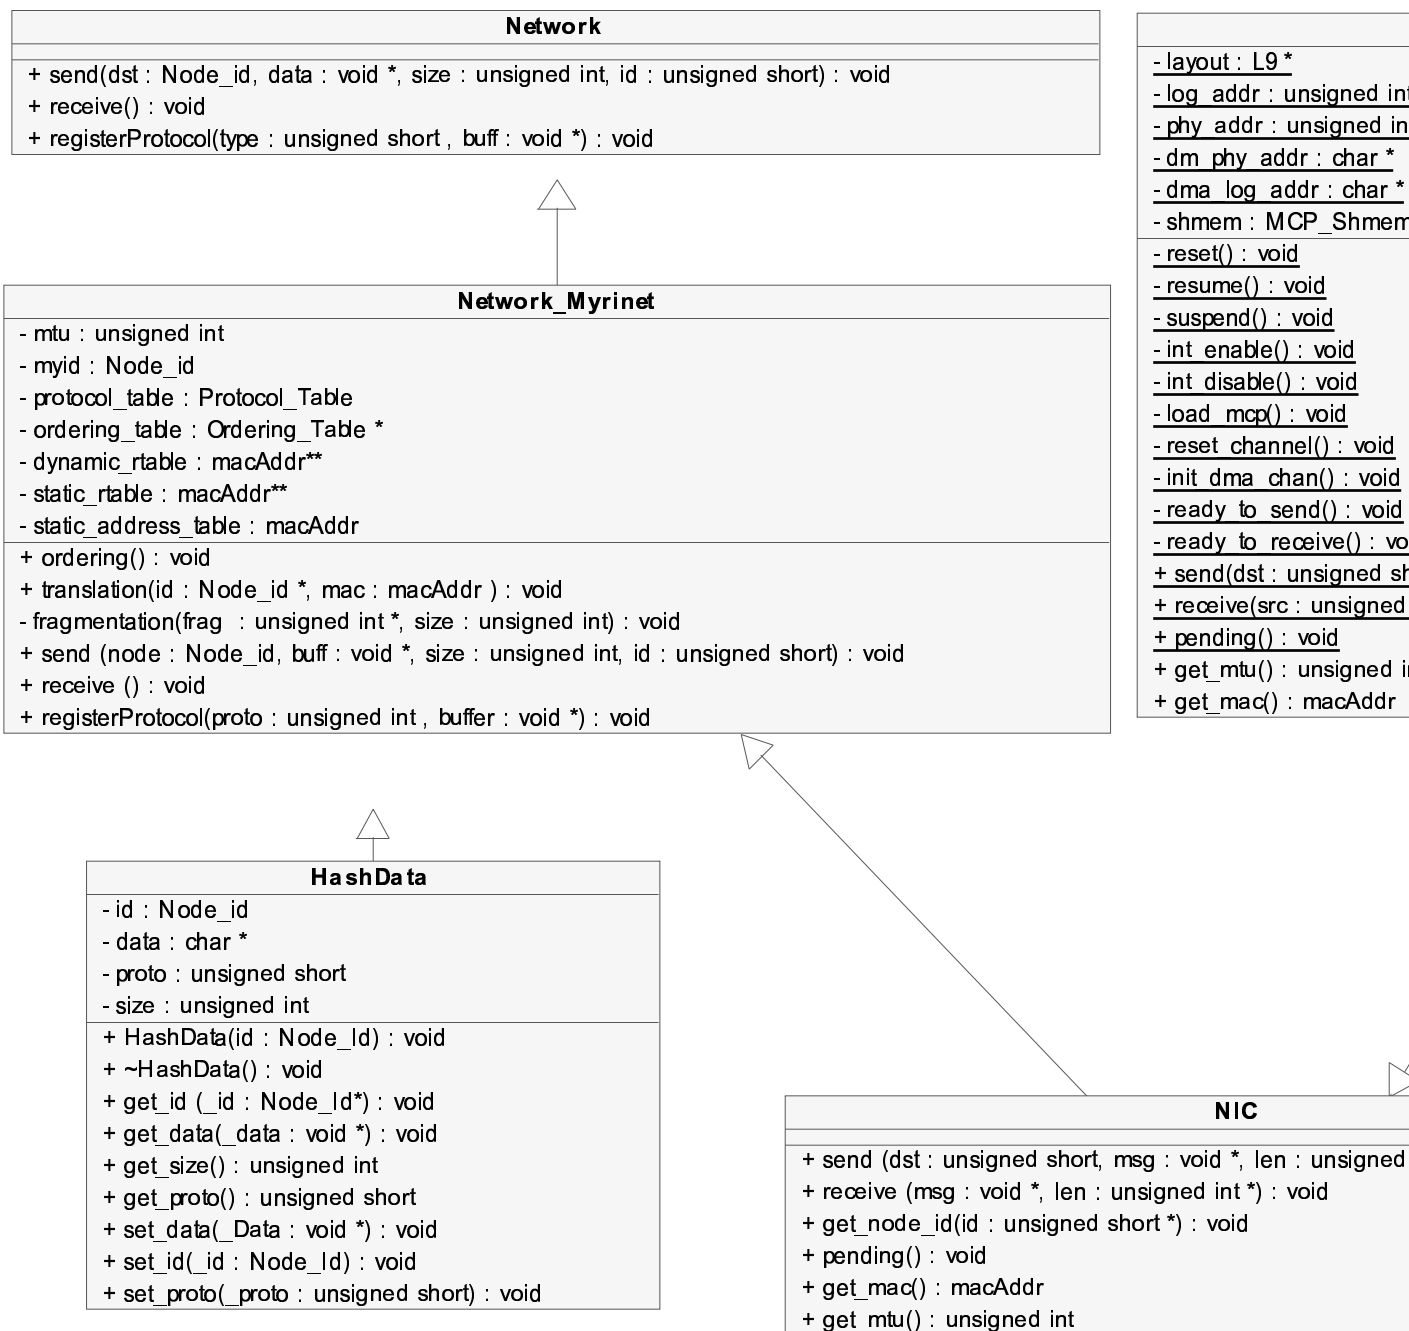 Network
+ send(dst : Node_id, data : void *, size : unsigned int, id : unsigned short) : void
+ receive() : void
+ registerProtocol(type : unsigned short , buff : void *) : void
Network_Myrinet
- mtu : unsigned int
- myid : Node_id
- protocol_table : Protocol_Table
- ordering_table : Ordering_Table *
- dynamic_rtable : macAddr**
- static_rtable : macAddr**
- static_address_table : macAddr
+ ordering() : void
+ translation(id : Node_id *, mac : macAddr ) : void
- fragmentation(frag : unsigned int *, size : unsigned int) : void
+ send (node : Node_id, buff : void *, size : unsigned int, id : unsigned short) : void
+ receive () : void
+ registerProtocol(proto : unsigned int , buffer : void *) : void
- layout : L9 *
- log_addr : unsigned int
- phy_addr : unsigned in
- dm_phy_addr : char *
- dma_log_addr : char *
- shmem : MCP_Shmem
- reset() : void
- resume() : void
- suspend() : void
- int_enable() : void
- int_disable() : void
- load_mcp() : void
- reset_channel() : void
- init_dma_chan() : void
- ready_to_send() : void
- ready_to_receive() : vo
+ send(dst : unsigned sh
+ receive(src : unsigned
+ pending() : void
+ get_mtu() : unsigned i
+ get_mac() : macAddr
HashData
- id : Node_id
- data : char *
- proto : unsigned short
- size : unsigned int
+ HashData(id : Node_Id) : void
+ ~HashData() : void
+ get_id (_id : Node_Id*) : void
+ get_data(_data : void *) : void
+ get_size() : unsigned int
+ get_proto() : unsigned short
+ set_data(_Data : void *) : void
+ set_id(_id : Node_Id) : void
+ set_proto(_proto : unsigned short) : void
NIC
+ send (dst : unsigned short, msg : void *, len : unsigned
+ receive (msg : void *, len : unsigned int *) : void
+ get_node_id(id : unsigned short *) : void
+ pending() : void
+ get_mac() : macAddr
+ get_mtu() : unsigned int